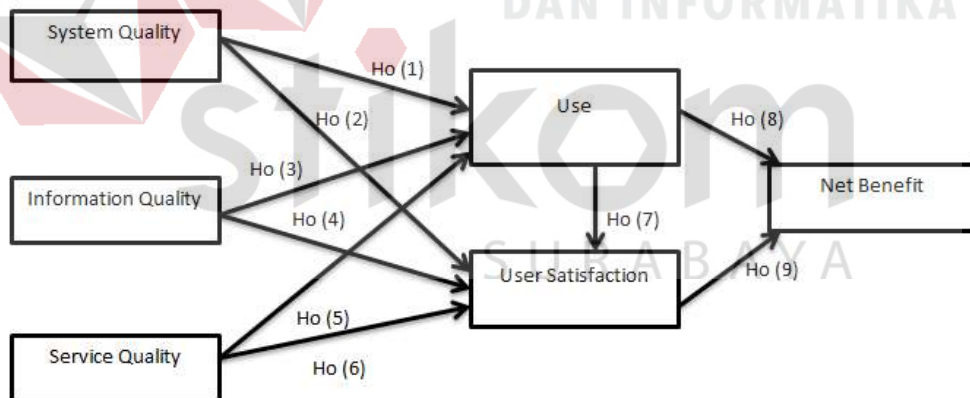 DAN INFORMATIKA
System Quality
Ho (1)
Use
Ho (2)
Ho (8)
stikom
Ho (3)
Information Quality
Net Benefit
Ho (4)
Ho (7)
SURABAYA
User Satisfaction
Ho (9)
Ho (5)
Service Quality
Ho (6)